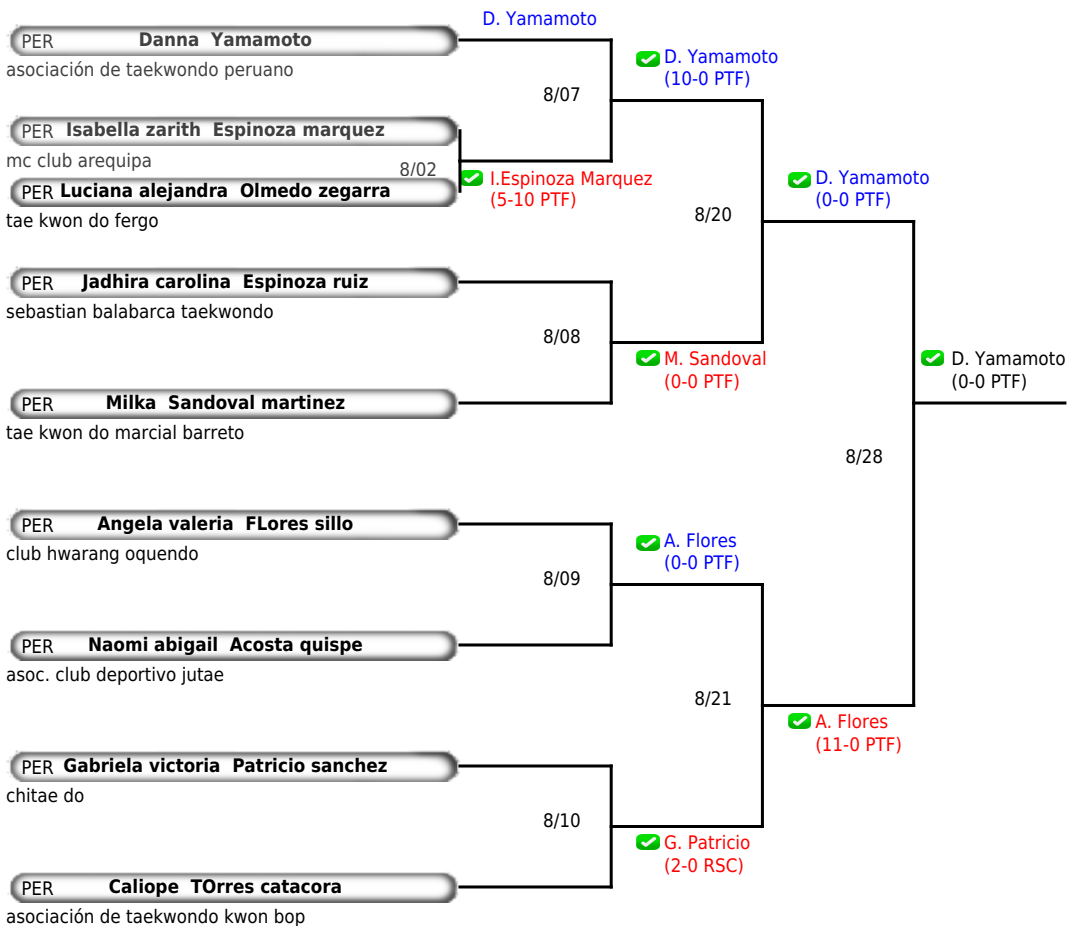 D. Yamamoto
PER Danna Yamamoto
asociación de taekwondo peruano
D. Yamamoto
(10-0 PTF)
8/07
PER Isabella zarith Espinoza marquez
mc club arequipa
8/02
I.Espinoza Marquez
(5-10 PTF)
PER Luciana alejandra Olmedo zegarra
tae kwon do fergo
D. Yamamoto
(0-0 PTF)
8/20
PER Jadhira carolina Espinoza ruiz
sebastian balabarca taekwondo
8/08
M. Sandoval
(0-0 PTF)
D. Yamamoto
(0-0 PTF)
PER Milka Sandoval martinez
tae kwon do marcial barreto
8/28
PER Angela valeria FLores sillo
club hwarang oquendo
A. Flores
(0-0 PTF)
8/09
PER Naomi abigail Acosta quispe
asoc. club deportivo jutae
8/21
A. Flores
(11-0 PTF)
PER Gabriela victoria Patricio sanchez
chitae do
8/10
G. Patricio
(2-0 RSC)
PER Caliope TOrres catacora
asociación de taekwondo kwon bop